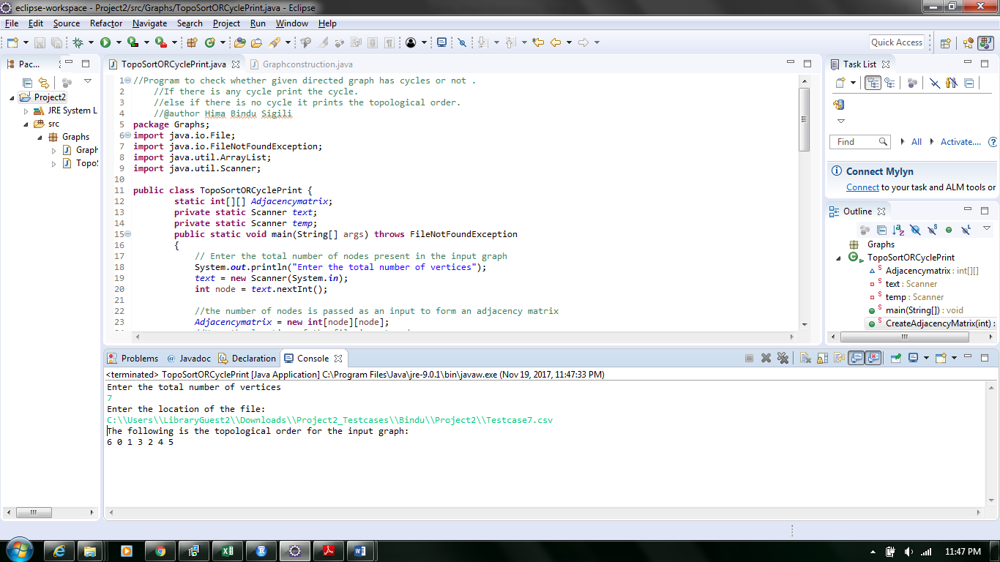 eclipse-workspace - Project2/src/Graphs/TopoSortORCyclePrint.java - Eclipse
File Edit Source Refactor Navigate Search Project Run Window Help
Quick Access
Pac...
Project2
JRE System L
src
Graphs
Graph
TopoS
TopoSortORCyclePrint.java
Graphconstruction.java
1 //Program to check whether given directed graph has cycles or not .
2 //If there is any cycle print the cycle.
3 //else if there is no cycle it prints the topological order.
4 //@author Hima Bindu Sigili
5 package Graphs;
6 import java.io.File;
7 import java.io.FileNotFoundException;
8 import java.util.ArrayList;
9 import java.util.Scanner;
10
11 public class TopoSortORCyclePrint {
12 static int[][] Adjacencymatrix;
13 private static Scanner text;
14 private static Scanner temp;
15 public static void main(String[] args) throws FileNotFoundException
16 {
17 // Enter the total number of nodes present in the input graph
18 System.out.println("Enter the total number of vertices");
19 text = new Scanner(System.in);
20 int node = text.nextInt();
21
22 //the number of nodes is passed as an input to form an adjacency matrix
23 Adjacencymatrix = new int[node][node];
Task List
Find
All
Activate....
Connect Mylyn
Connect to your task and ALM tools or
Outline
Graphs
TopoSortORCyclePrint
Adjacencymatrix : int[][]
text : Scanner
temp : Scanner
main(String[]) : void
CreateAdjacencyMatrix(int) :
Problems
@ Javadoc
Declaration
Console
<terminated> TopoSortORCyclePrint [Java Application] C:\Program Files\Java\jre-9.0.1\bin\javaw.exe (Nov 19, 2017, 11:47:33 PM)
Enter the total number of vertices
7
Enter the location of the file:
C:\\Users\\LibraryGuest2\\Downloads\\Project2_Testcases\\Bindu\\Project2\\Testcase7.csv
The following is the topological order for the input graph:
6 0 1 3 2 4 5
11:47 PM